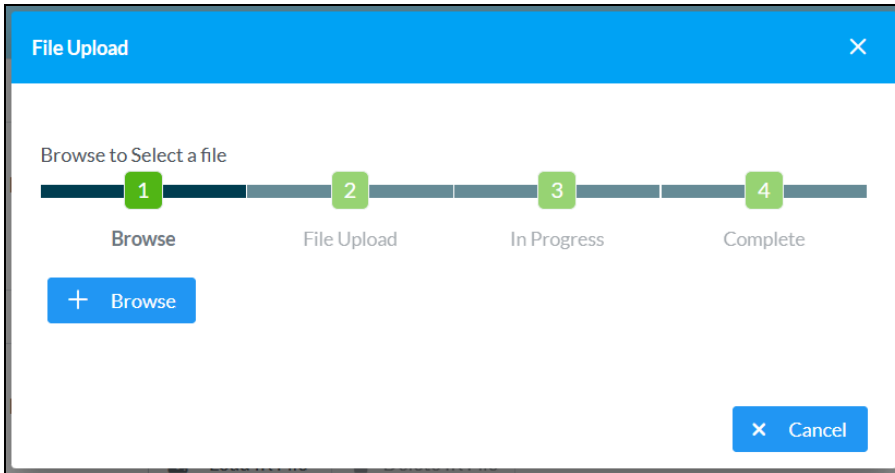 File Upload
Browse to Select a file
1 2 3 4
Browse File Upload In Progress Complete
Browse
Cancel